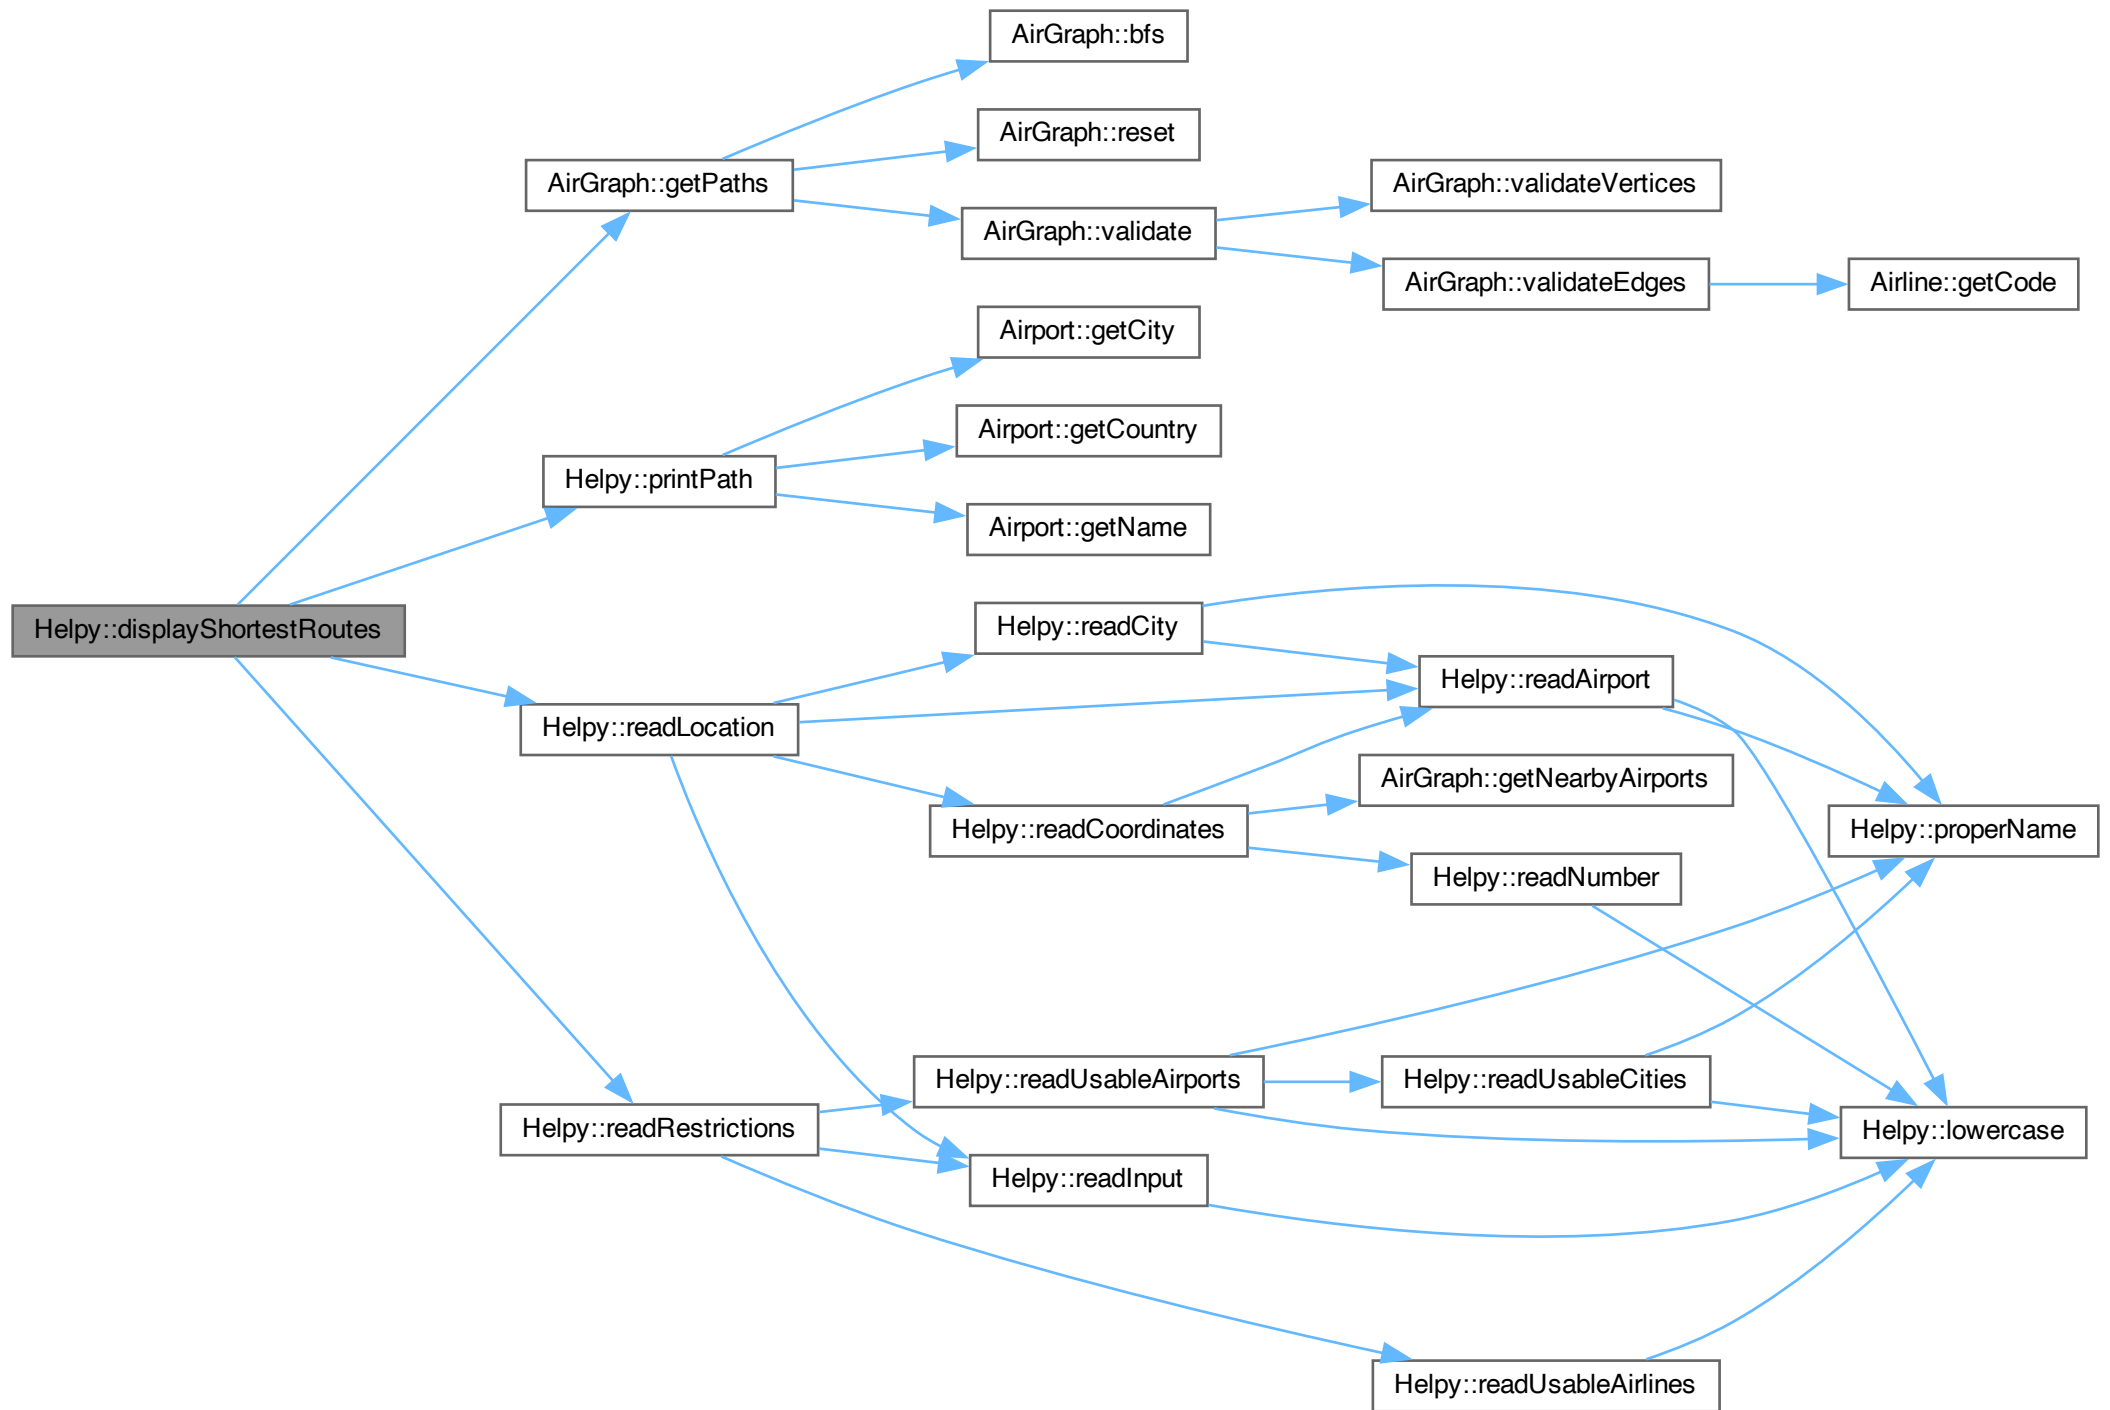 AirGraph::bfs
AirGraph::reset
AirGraph::getPaths
AirGraph::validateVertices
AirGraph::validate
AirGraph::validateEdges
Airline::getCode
Airport::getCity
Airport::getCountry
Helpy::printPath
Airport::getName
Helpy::displayShortestRoutes
Helpy::readCity
Helpy::readAirport
Helpy::readLocation
AirGraph::getNearbyAirports
Helpy::readCoordinates
Helpy::properName
Helpy::readNumber
Helpy::readUsableAirports
Helpy::readUsableCities
Helpy::readRestrictions
Helpy::lowercase
Helpy::readInput
Helpy::readUsableAirlines